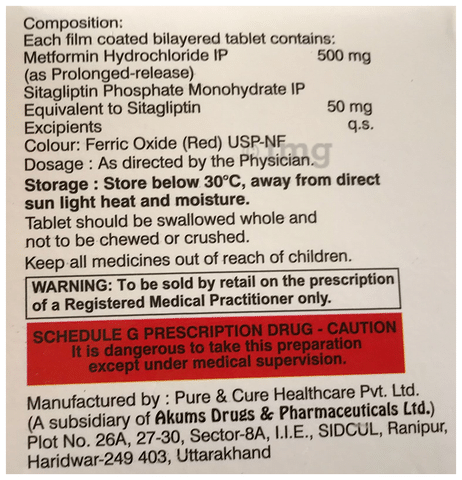 Composition:
Each film coated bilayered tablet contains:
Metformin Hydrochloride IP 500 mg
(as Prolonged-release)
Sitagliptin Phosphate Monohydrate IP
Equivalent to Sitagliptin 50 mg
Excipients q.s.
Colour: Ferric Oxide (Red) USP-NF
Dosage : As directed by the Physician.
Storage : Store below 30°C, away from direct
sun light heat and moisture.
Tablet should be swallowed whole and
not to be chewed or crushed.
Keep all medicines out of reach of children.
WARNING: To be sold by retail on the prescription
of a Registered Medical Practitioner only.
SCHEDULE G PRESCRIPTION DRUG - CAUTION
It is dangerous to take this preparation
except under medical supervision.
Manufactured by : Pure & Cure Healthcare Pvt. Ltd.
(A subsidiary of Akums Drugs & Pharmaceuticals Ltd.)
Plot No. 26A, 27-30, Sector-8A, I.I.E., SIDCUL, Ranipur,
Haridwar-249 403, Uttarakhand